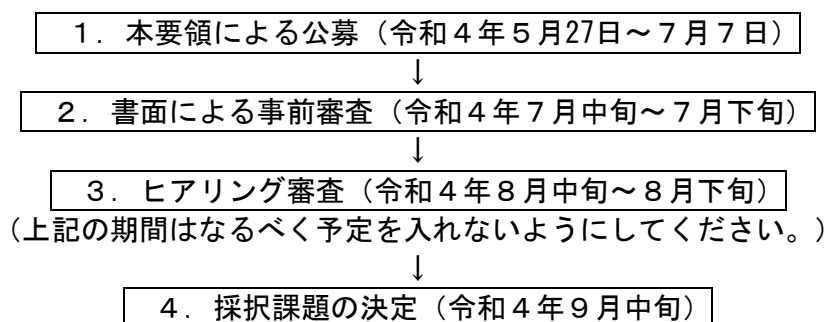 １．本要領による公募（令和４年５月27日～７月７日）
↓
２．書面による事前審査（令和４年７月中旬～７月下旬）
↓
３．ヒアリング審査（令和４年８月中旬～８月下旬）
（上記の期間はなるべく予定を入れないようにしてください。）
↓
４．採択課題の決定（令和４年９月中旬）